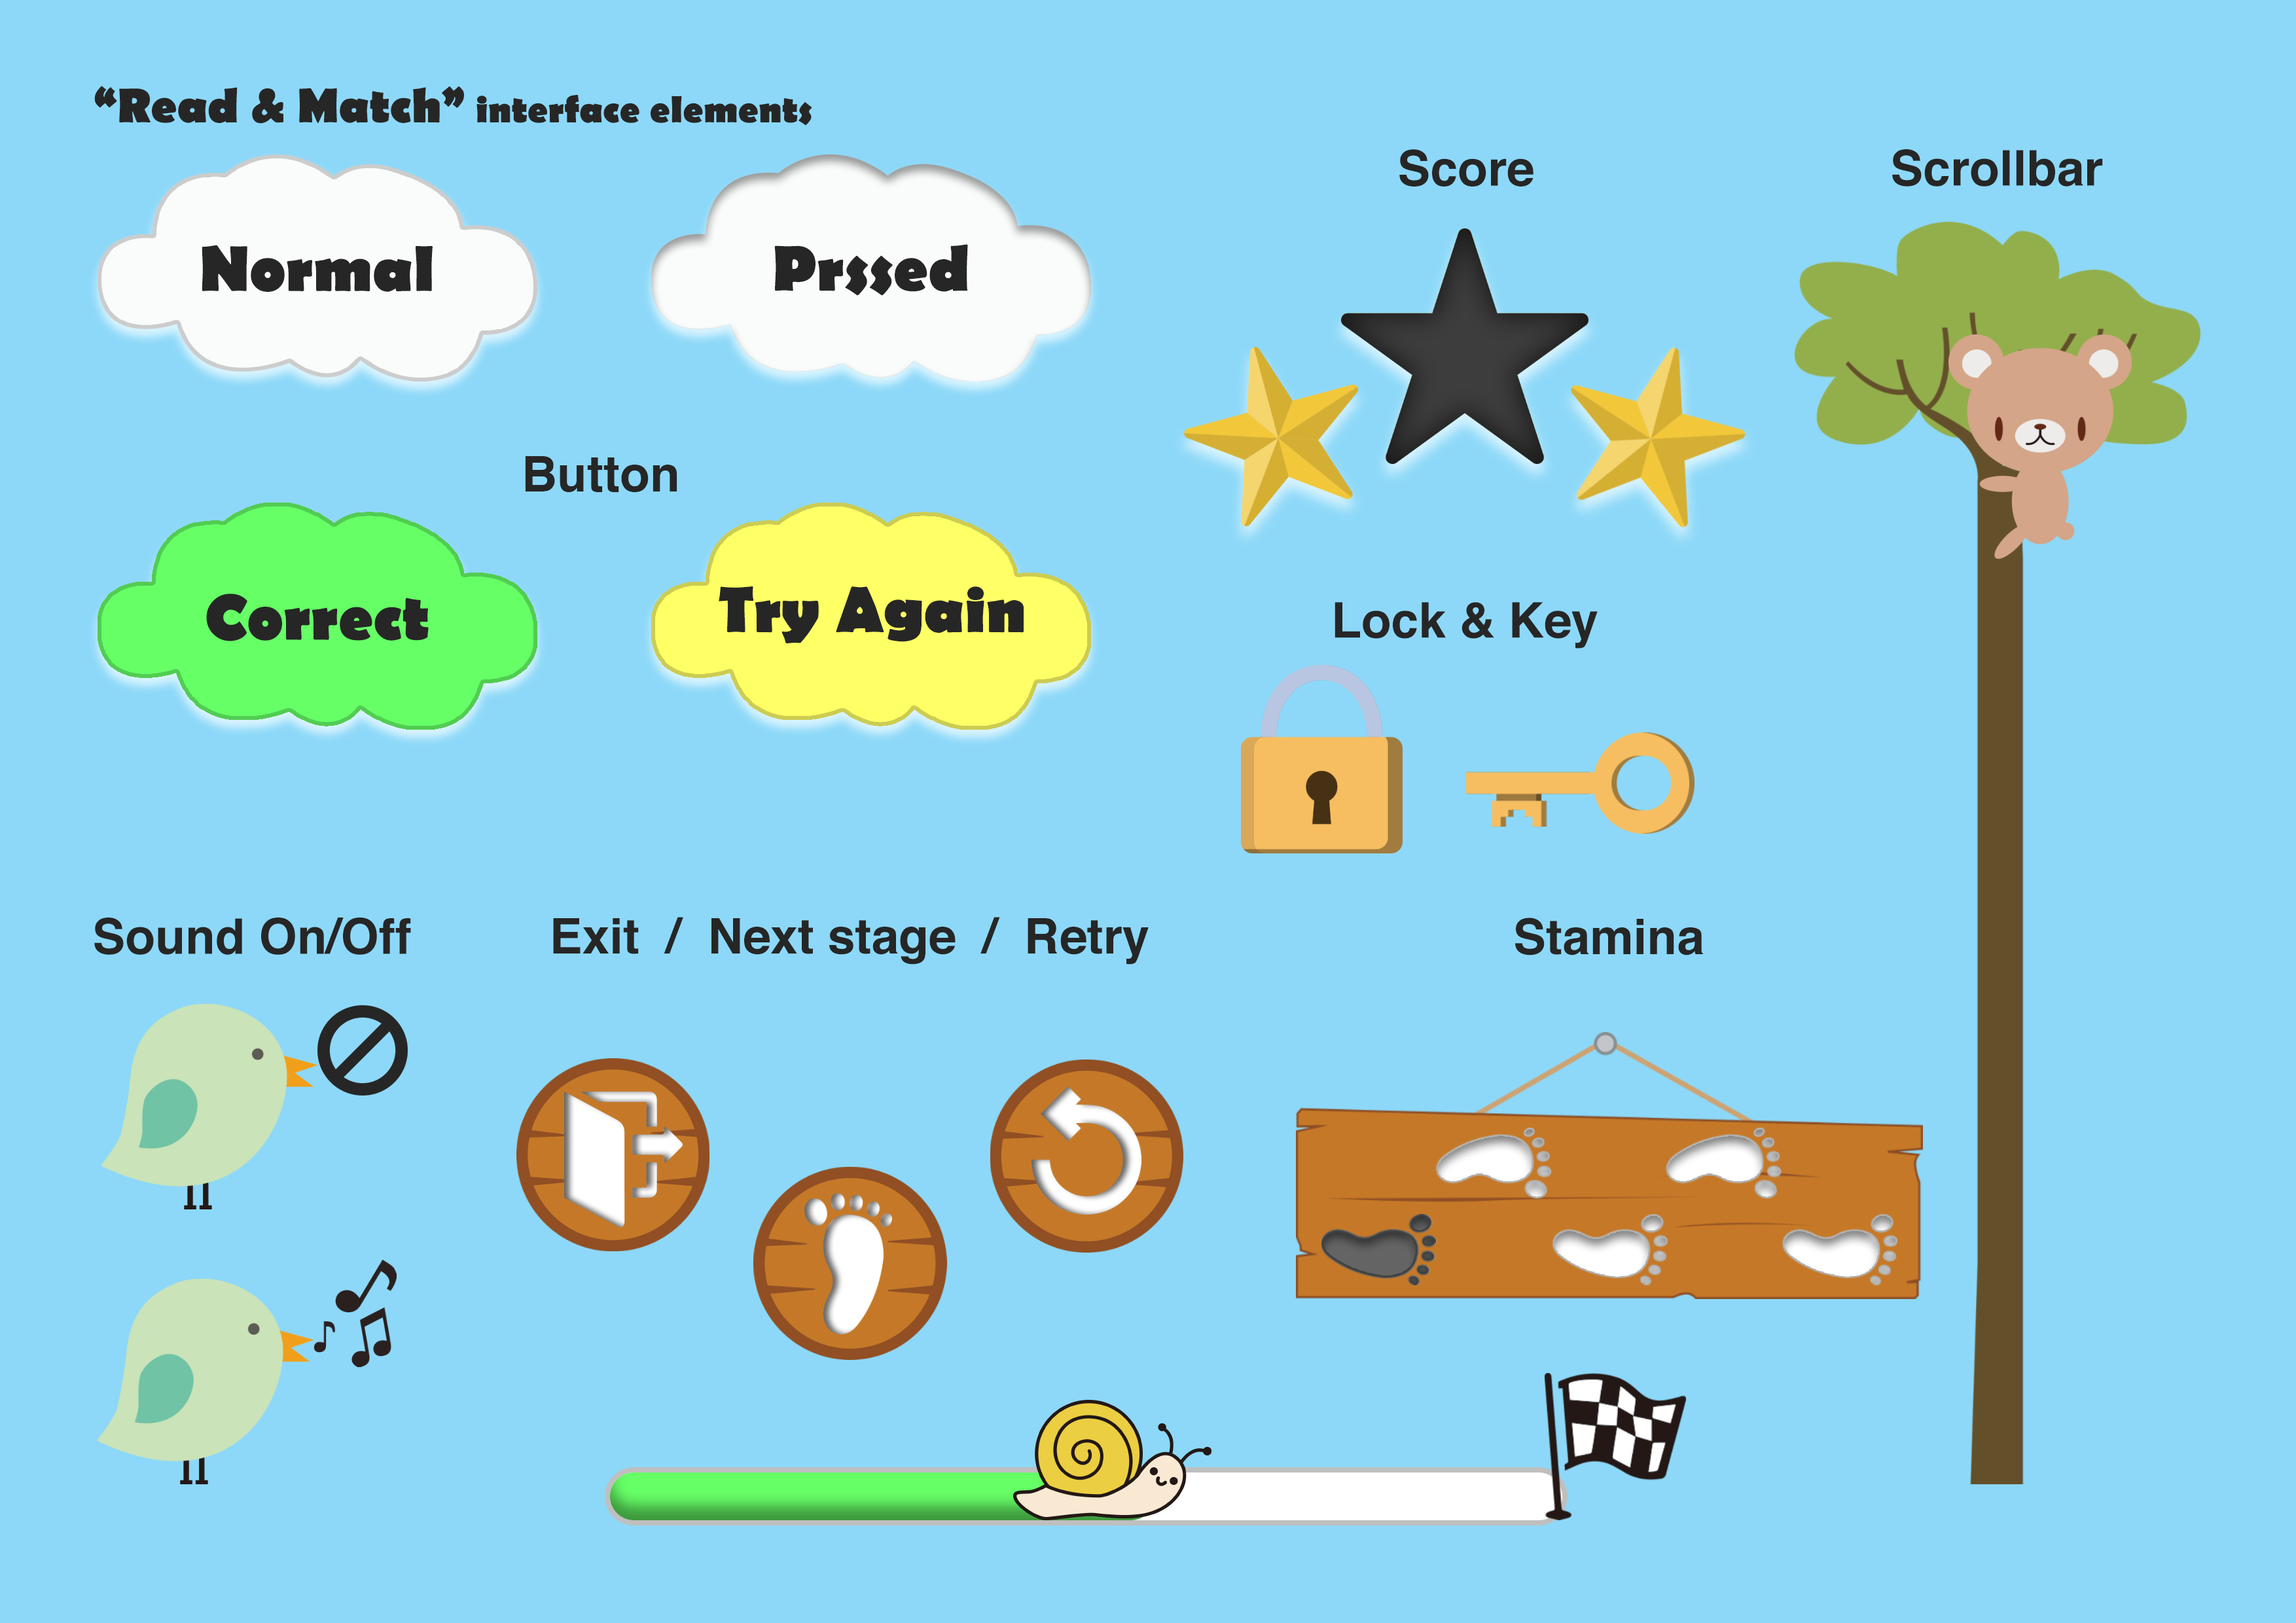 “Read & Match” interface elements
Normal
Prssed
Button
Correct
Try Again
Score
Scrollbar
Lock & Key
Sound On/Off
Exit / Next stage / Retry
Stamina